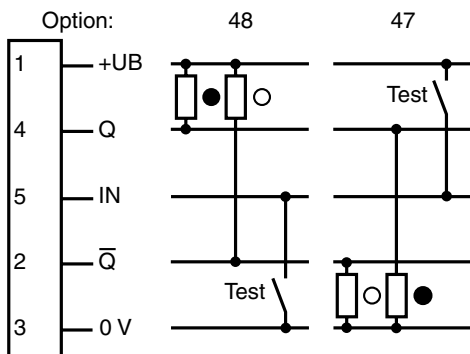 Option: 48 47
1 +UB
Test
4 Q
5 IN
2 Q̅
Test
3 0 V